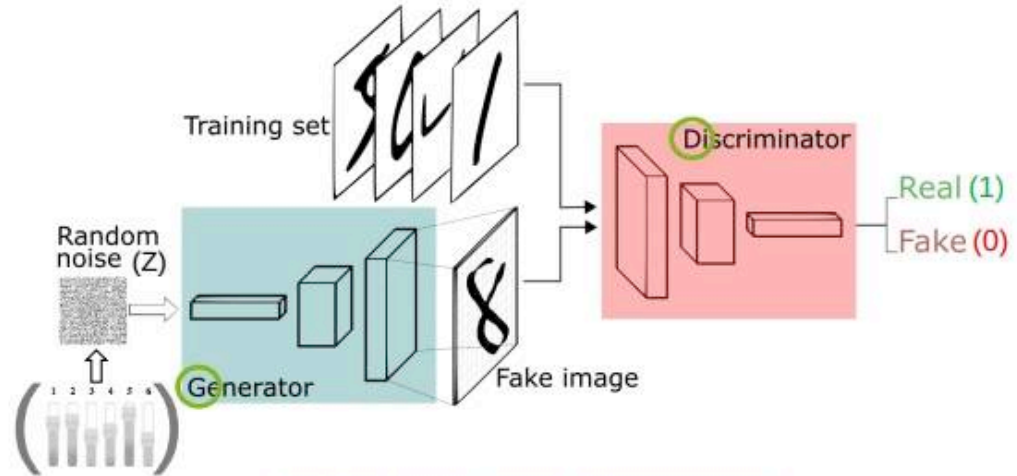 Training set
Discriminator
Real (1)
Fake (0)
Random
noise (Z)
Generator
Fake image
1 2 3 4 5 6